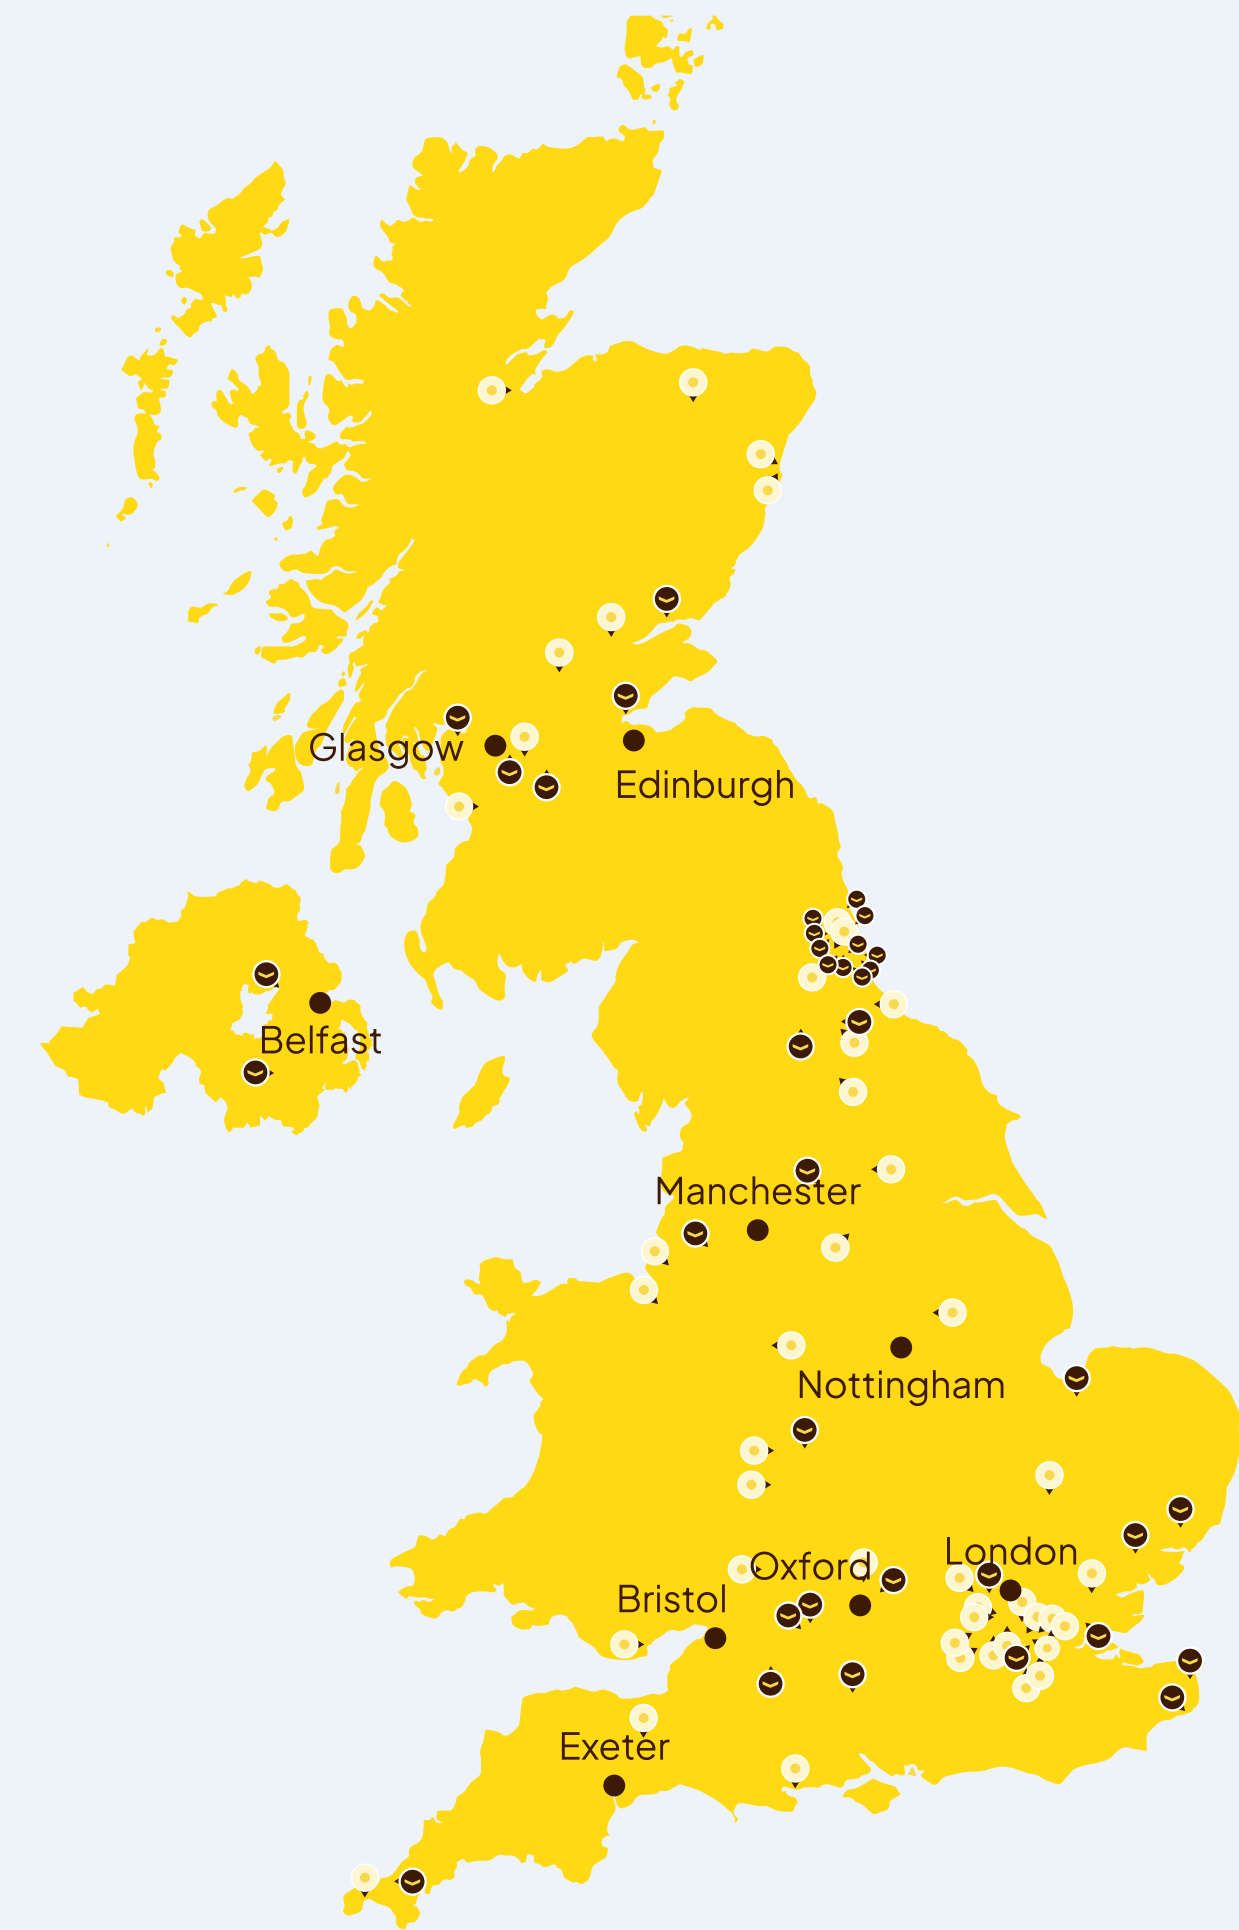 Glasgow
Edinburgh
Belfast
Manchester
Nottingham
London
Oxford
Bristol
Exeter